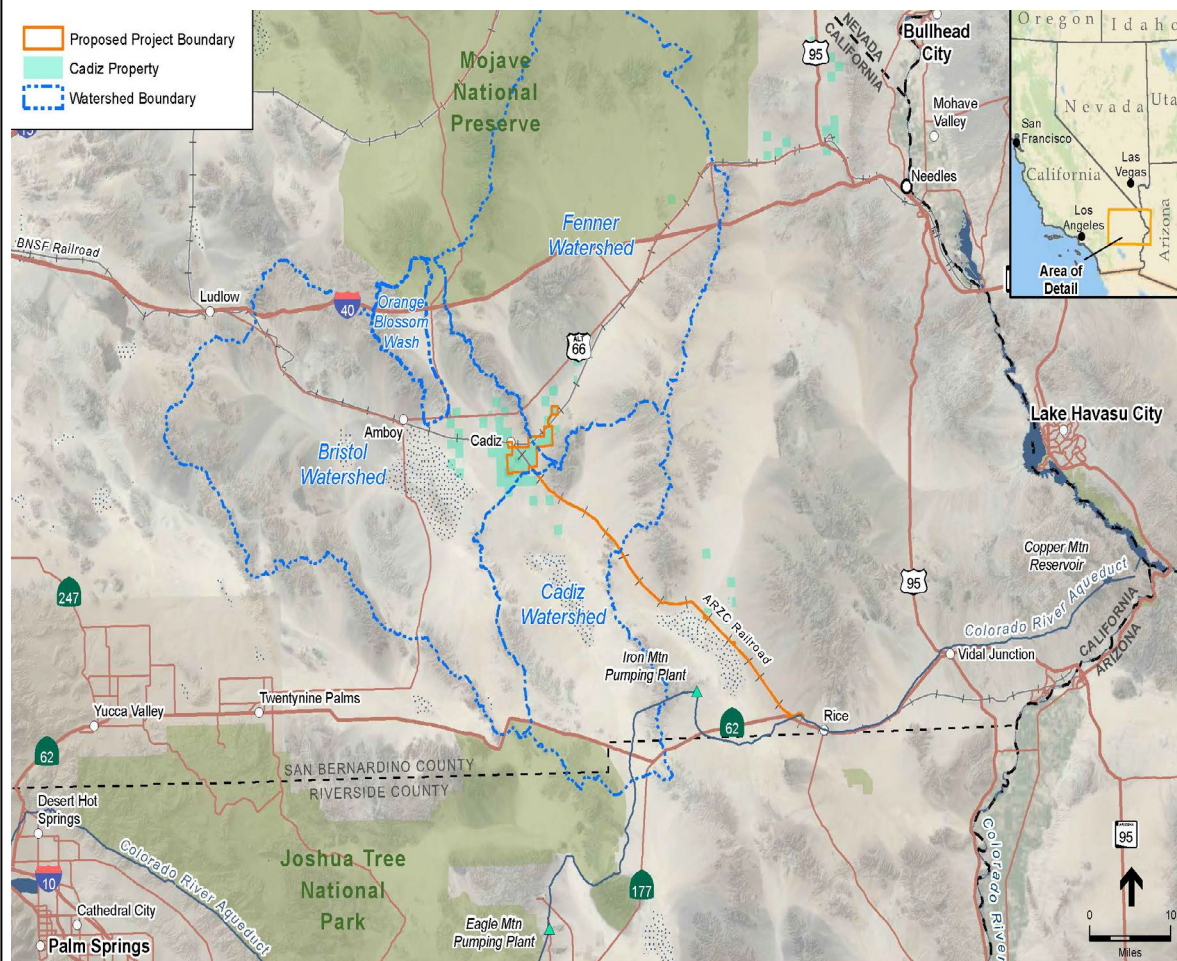 Proposed Project Boundary
Cadiz Property
Watershed Boundary
Mojave
National
Preserve
95
NEVADA
CALIFORNIA
Bullhead
City
Mohave
Valley
Needles
Oregon
Idaho
Nevada
Uta
San
Francisco
California
Las
Vegas
Los
Angeles
Arizona
Area of
Detail
Fenner
Watershed
BNSF Railroad
Ludlow
40
Orange
Blossom
Wash
ALT
66
Amboy
Cadiz
Bristol
Watershed
Lake Havasu City
Copper Mtn
Reservoir
Colorado River Aqueduct
95
CALIFORNIA
ARIZONA
Cadiz
Watershed
ARZC Railroad
Iron Mtn
Pumping Plant
Vidal Junction
247
Yucca Valley
Twentynine Palms
62
Rice
62
SAN BERNARDINO COUNTY
RIVERSIDE COUNTY
Desert Hot
Springs
Colorado River Aqueduct
Joshua Tree
National
Park
10
Cathedral City
Palm Springs
177
Eagle Mtn
Pumping Plant
Colorado River
ARIZONA
95
0 10
Miles